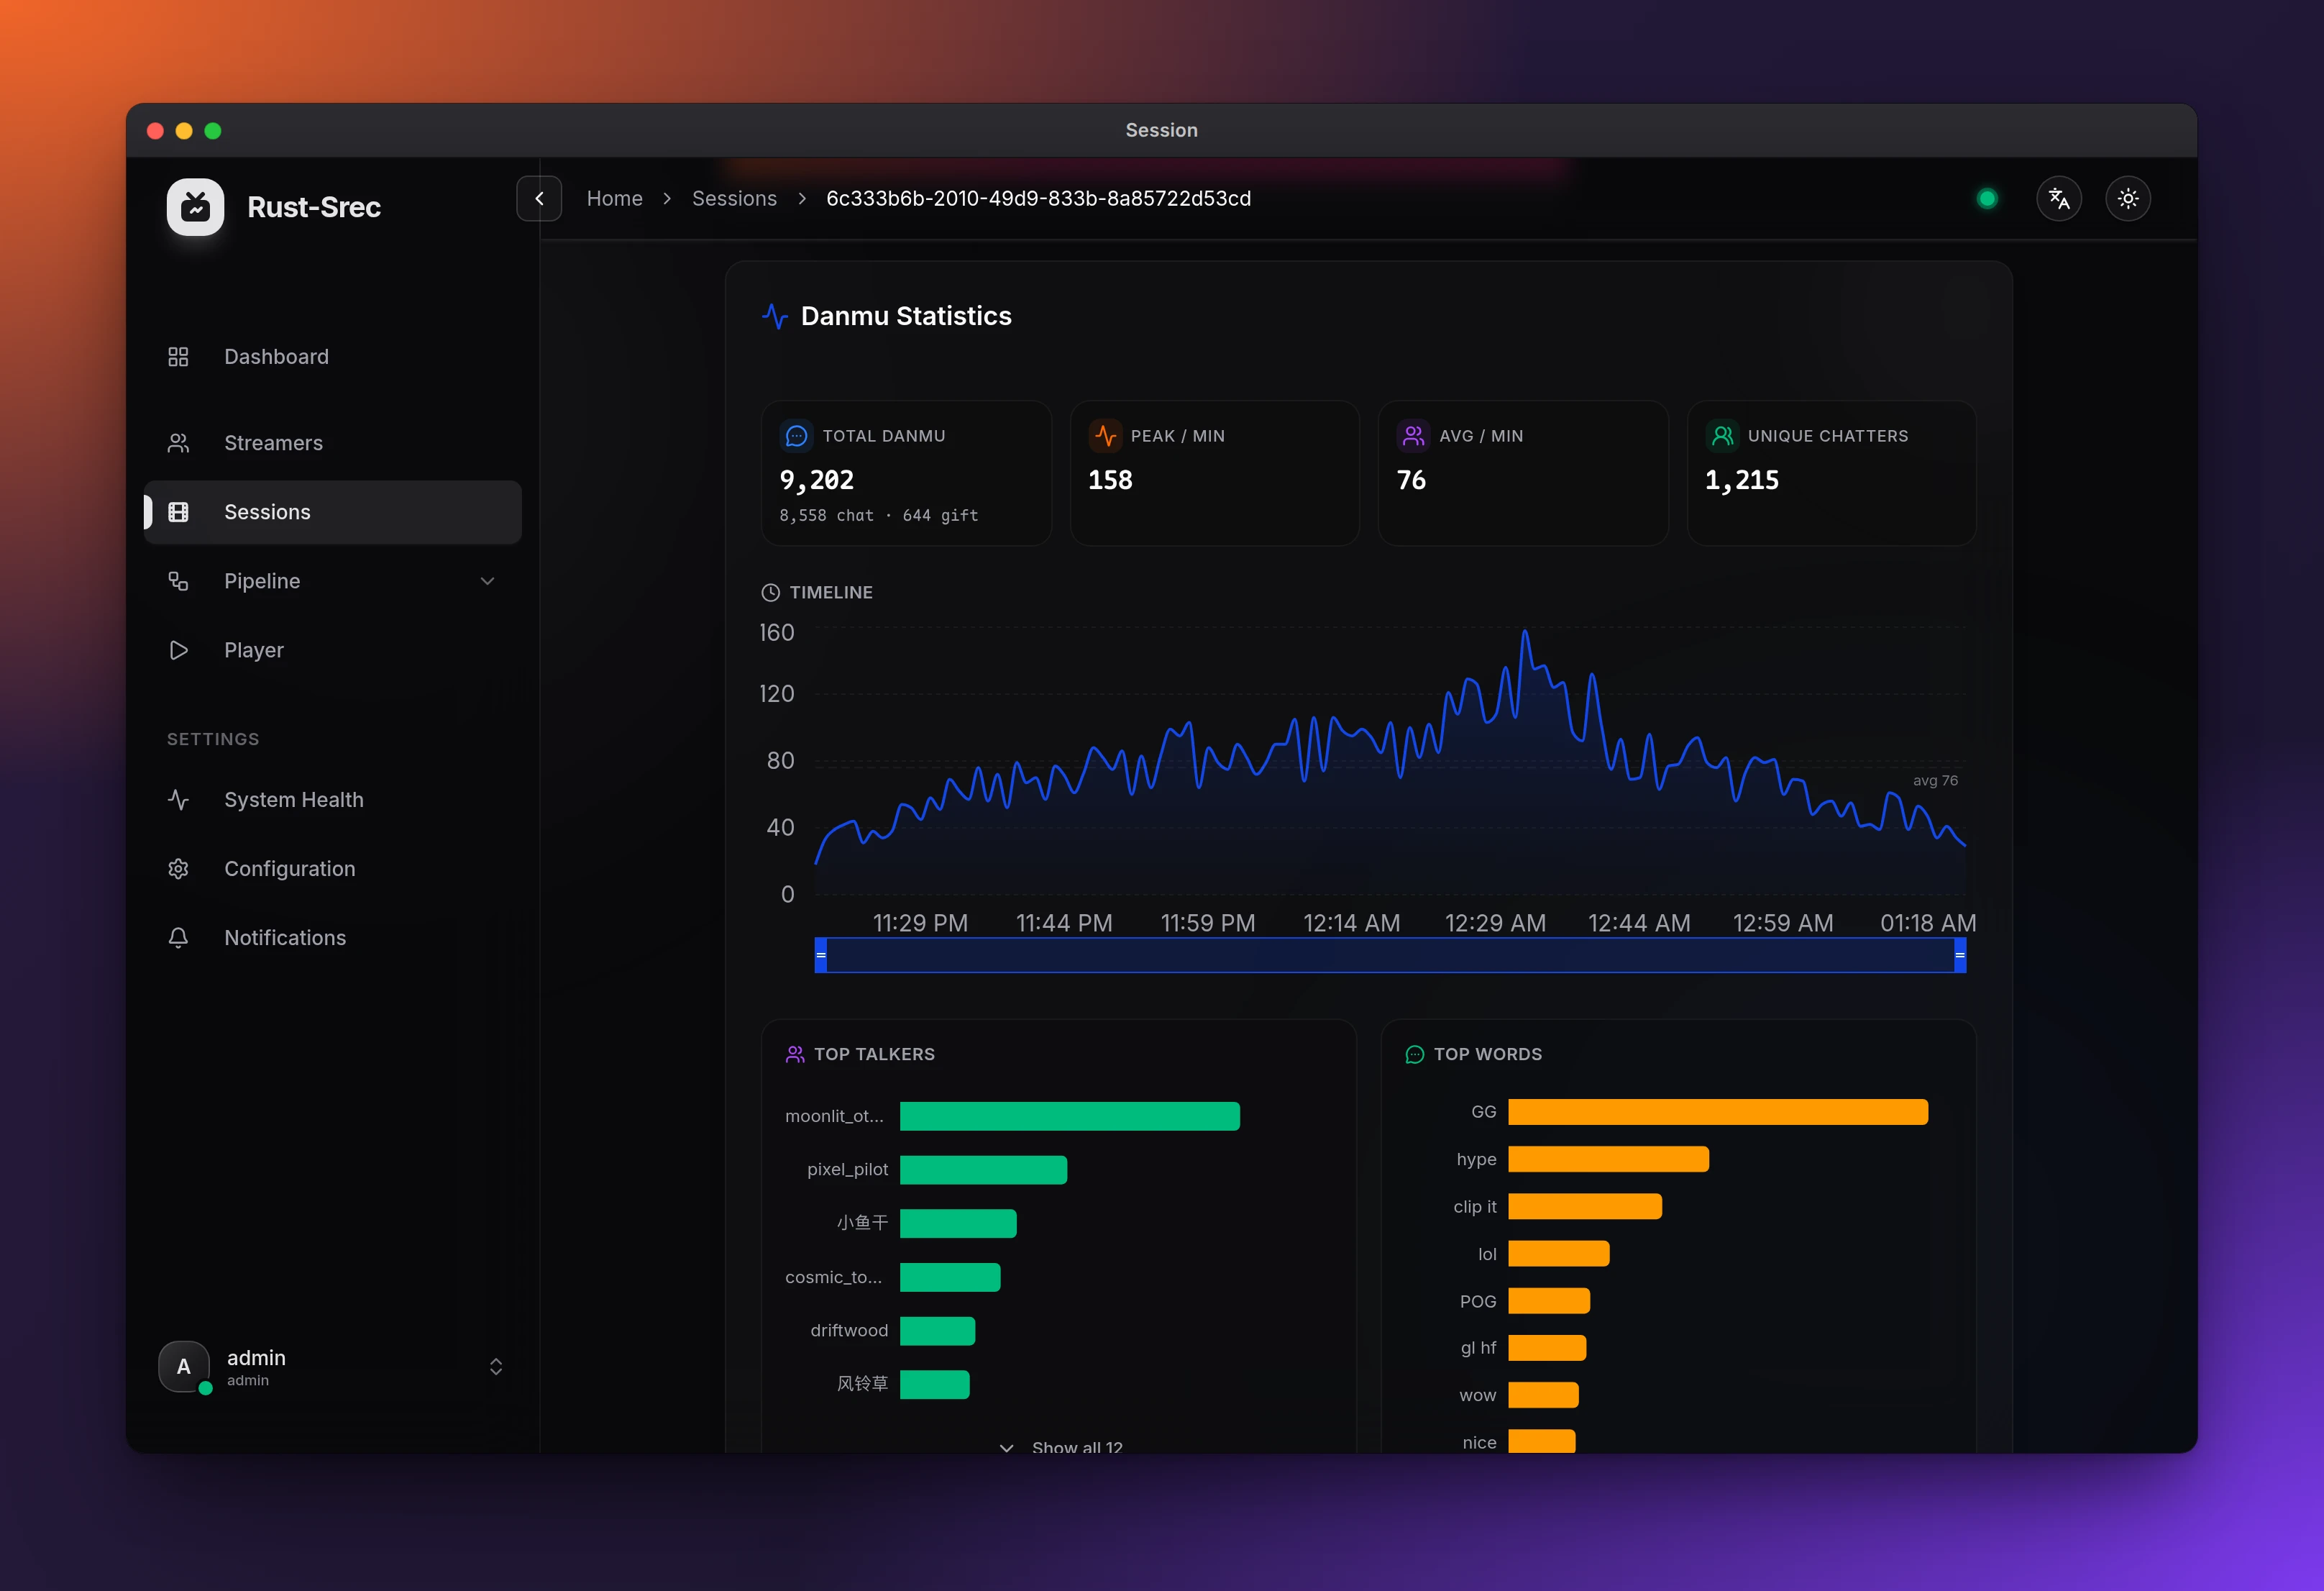 Session
Rust-Srec
Home
Sessions
6c333b6b-2010-49d9-833b-8a85722d53cd
Dashboard
Streamers
Sessions
Pipeline
Player
SETTINGS
System Health
Configuration
Notifications
A
admin
admin
Danmu Statistics
TOTAL DANMU
9,202
8,558 chat · 644 gift
PEAK / MIN
158
AVG / MIN
76
UNIQUE CHATTERS
1,215
TIMELINE
160
120
80
40
0
avg 76
11:29 PM
11:44 PM
11:59 PM
12:14 AM
12:29 AM
12:44 AM
12:59 AM
01:18 AM
TOP TALKERS
moonlit_ot...
pixel_pilot
小鱼干
cosmic_to...
driftwood
风铃草
Show all 12
TOP WORDS
GG
hype
clip it
lol
POG
gl hf
wow
nice